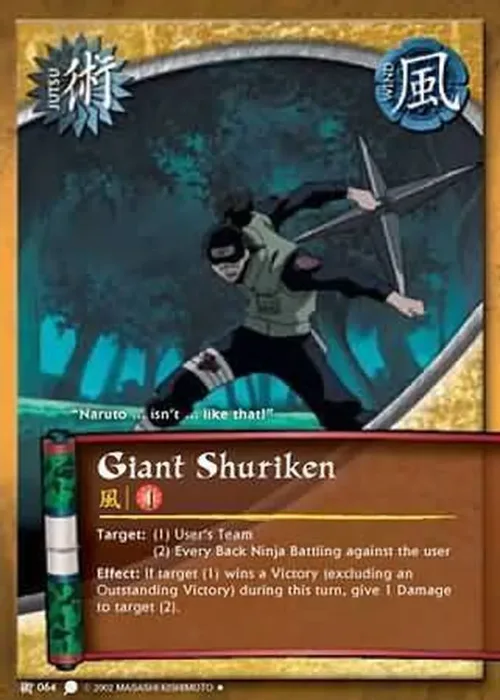 JUTSU
術
WIND
風
"Naruto ... isn't ... like that!"
Giant Shuriken
風 1
Target: (1) User's Team
(2) Every Back Ninja Battling against the user
Effect: If target (1) wins a Victory (excluding an
Outstanding Victory) during this turn, give 1 Damage
to target (2).
術 064 © 2002 MASASHI KISHIMOTO